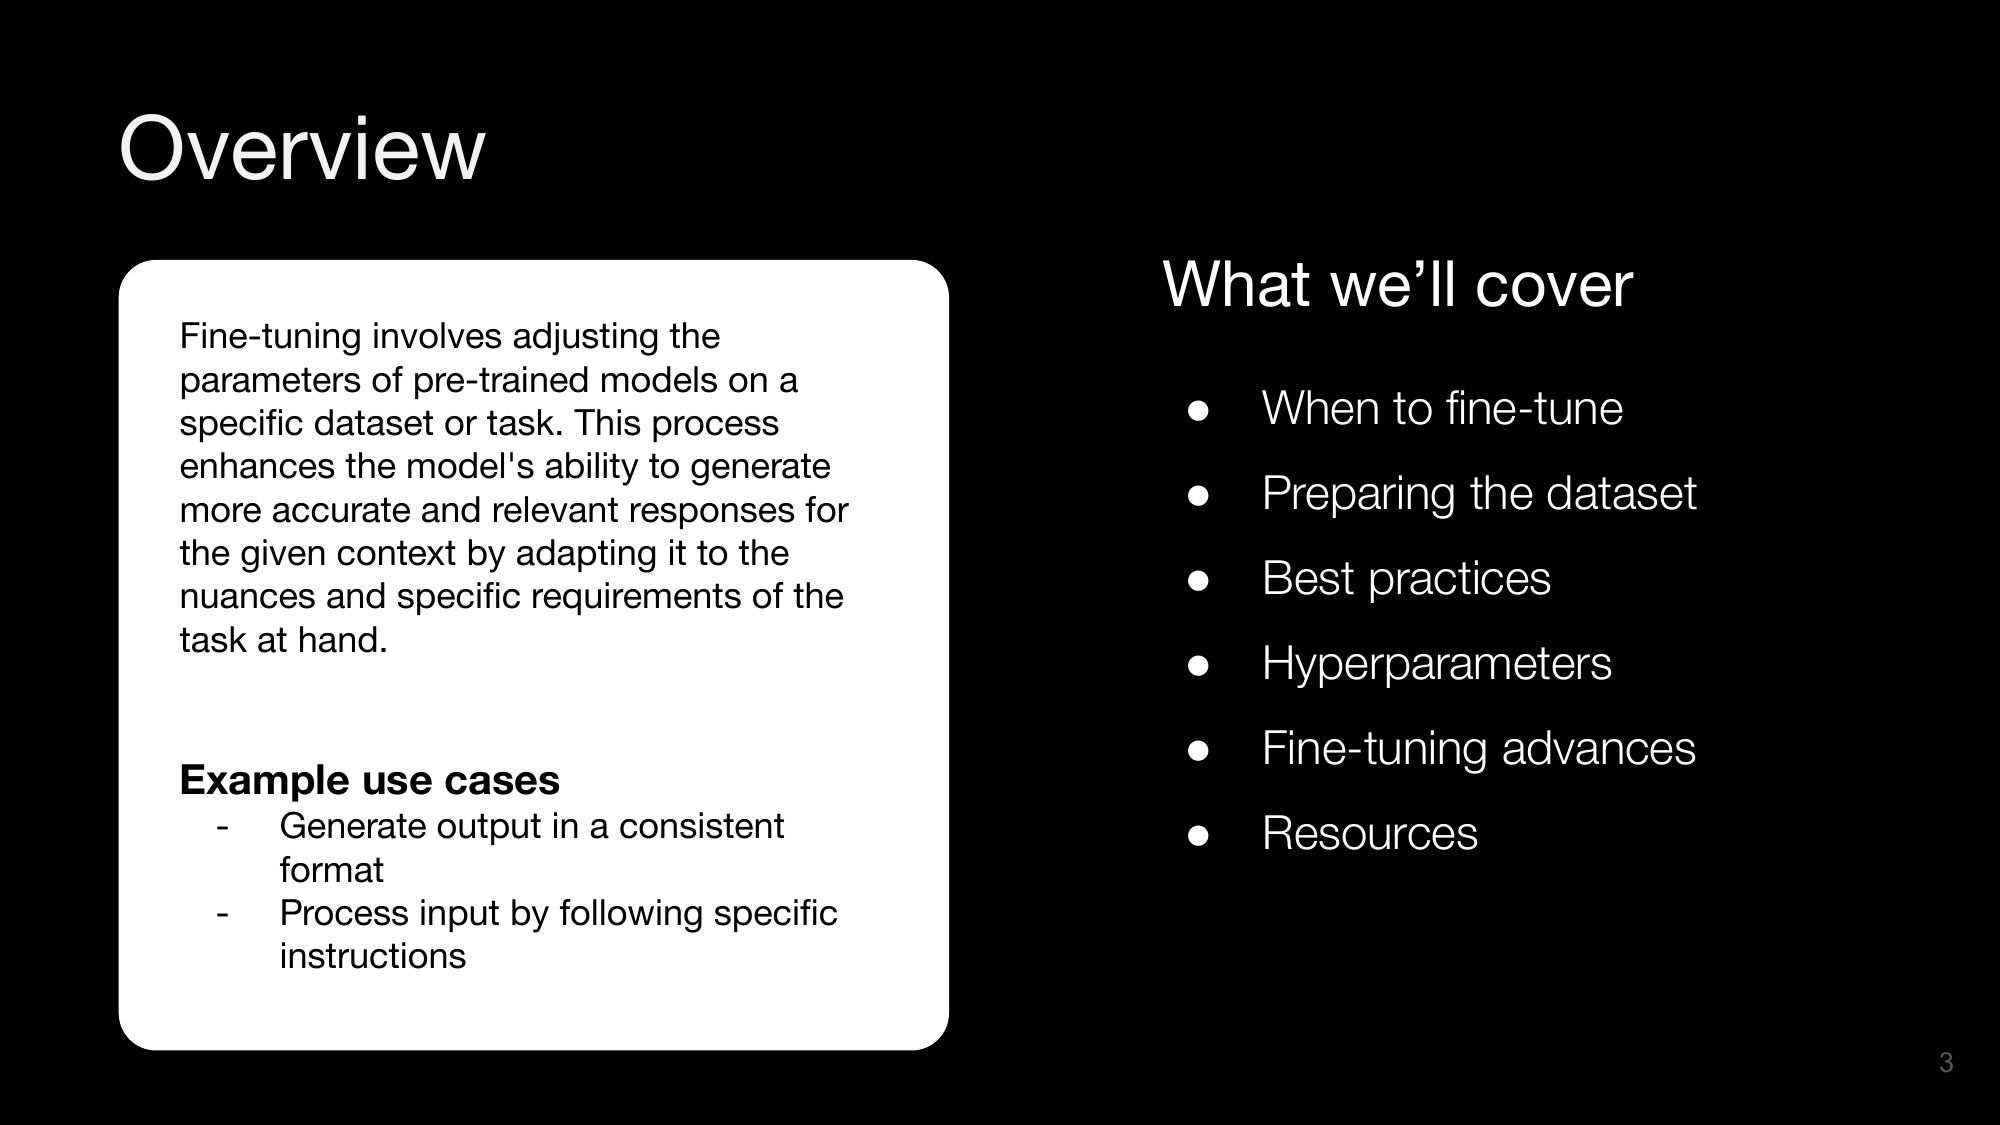 Overview
Fine-tuning involves adjusting the
parameters of pre-trained models on a
specific dataset or task. This process
enhances the model's ability to generate
more accurate and relevant responses for
the given context by adapting it to the
nuances and specific requirements of the
task at hand.
Example use cases
- Generate output in a consistent
format
- Process input by following specific
instructions
What we’ll cover
● When to fine-tune
● Preparing the dataset
● Best practices
● Hyperparameters
● Fine-tuning advances
● Resources
3